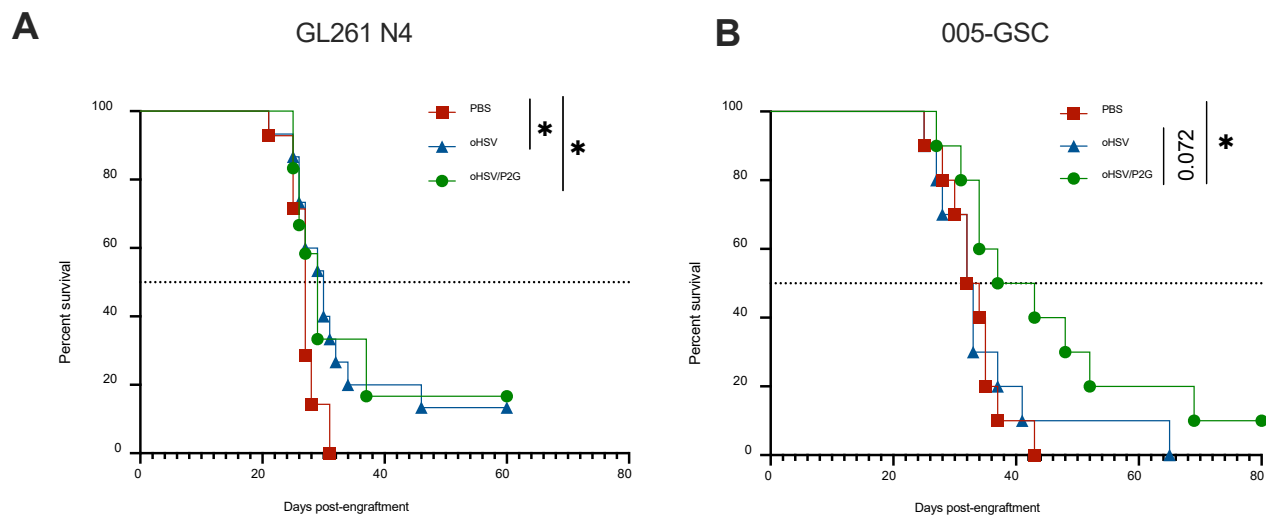 A
GL261 N4
PBS
oHSV
oHSV/P2G
*
*
100
80
60
40
20
0
Percent survival
0
20
40
60
80
Days post-engraftment
B
005-GSC
PBS
oHSV
oHSV/P2G
0.072
*
100
80
60
40
20
0
Percent survival
0
20
40
60
80
Days post-engraftment